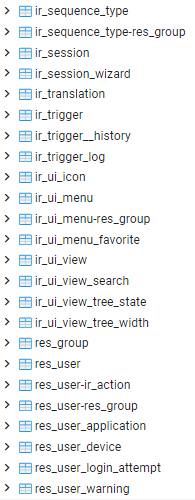 ir_sequence_type
ir_sequence_type-res_group
ir_session
ir_session_wizard
ir_translation
ir_trigger
ir_trigger__history
ir_trigger_log
ir_ui_icon
ir_ui_menu
ir_ui_menu-res_group
ir_ui_menu_favorite
ir_ui_view
ir_ui_view_search
ir_ui_view_tree_state
ir_ui_view_tree_width
res_group
res_user
res_user-ir_action
res_user-res_group
res_user_application
res_user_device
res_user_login_attempt
res_user_warning